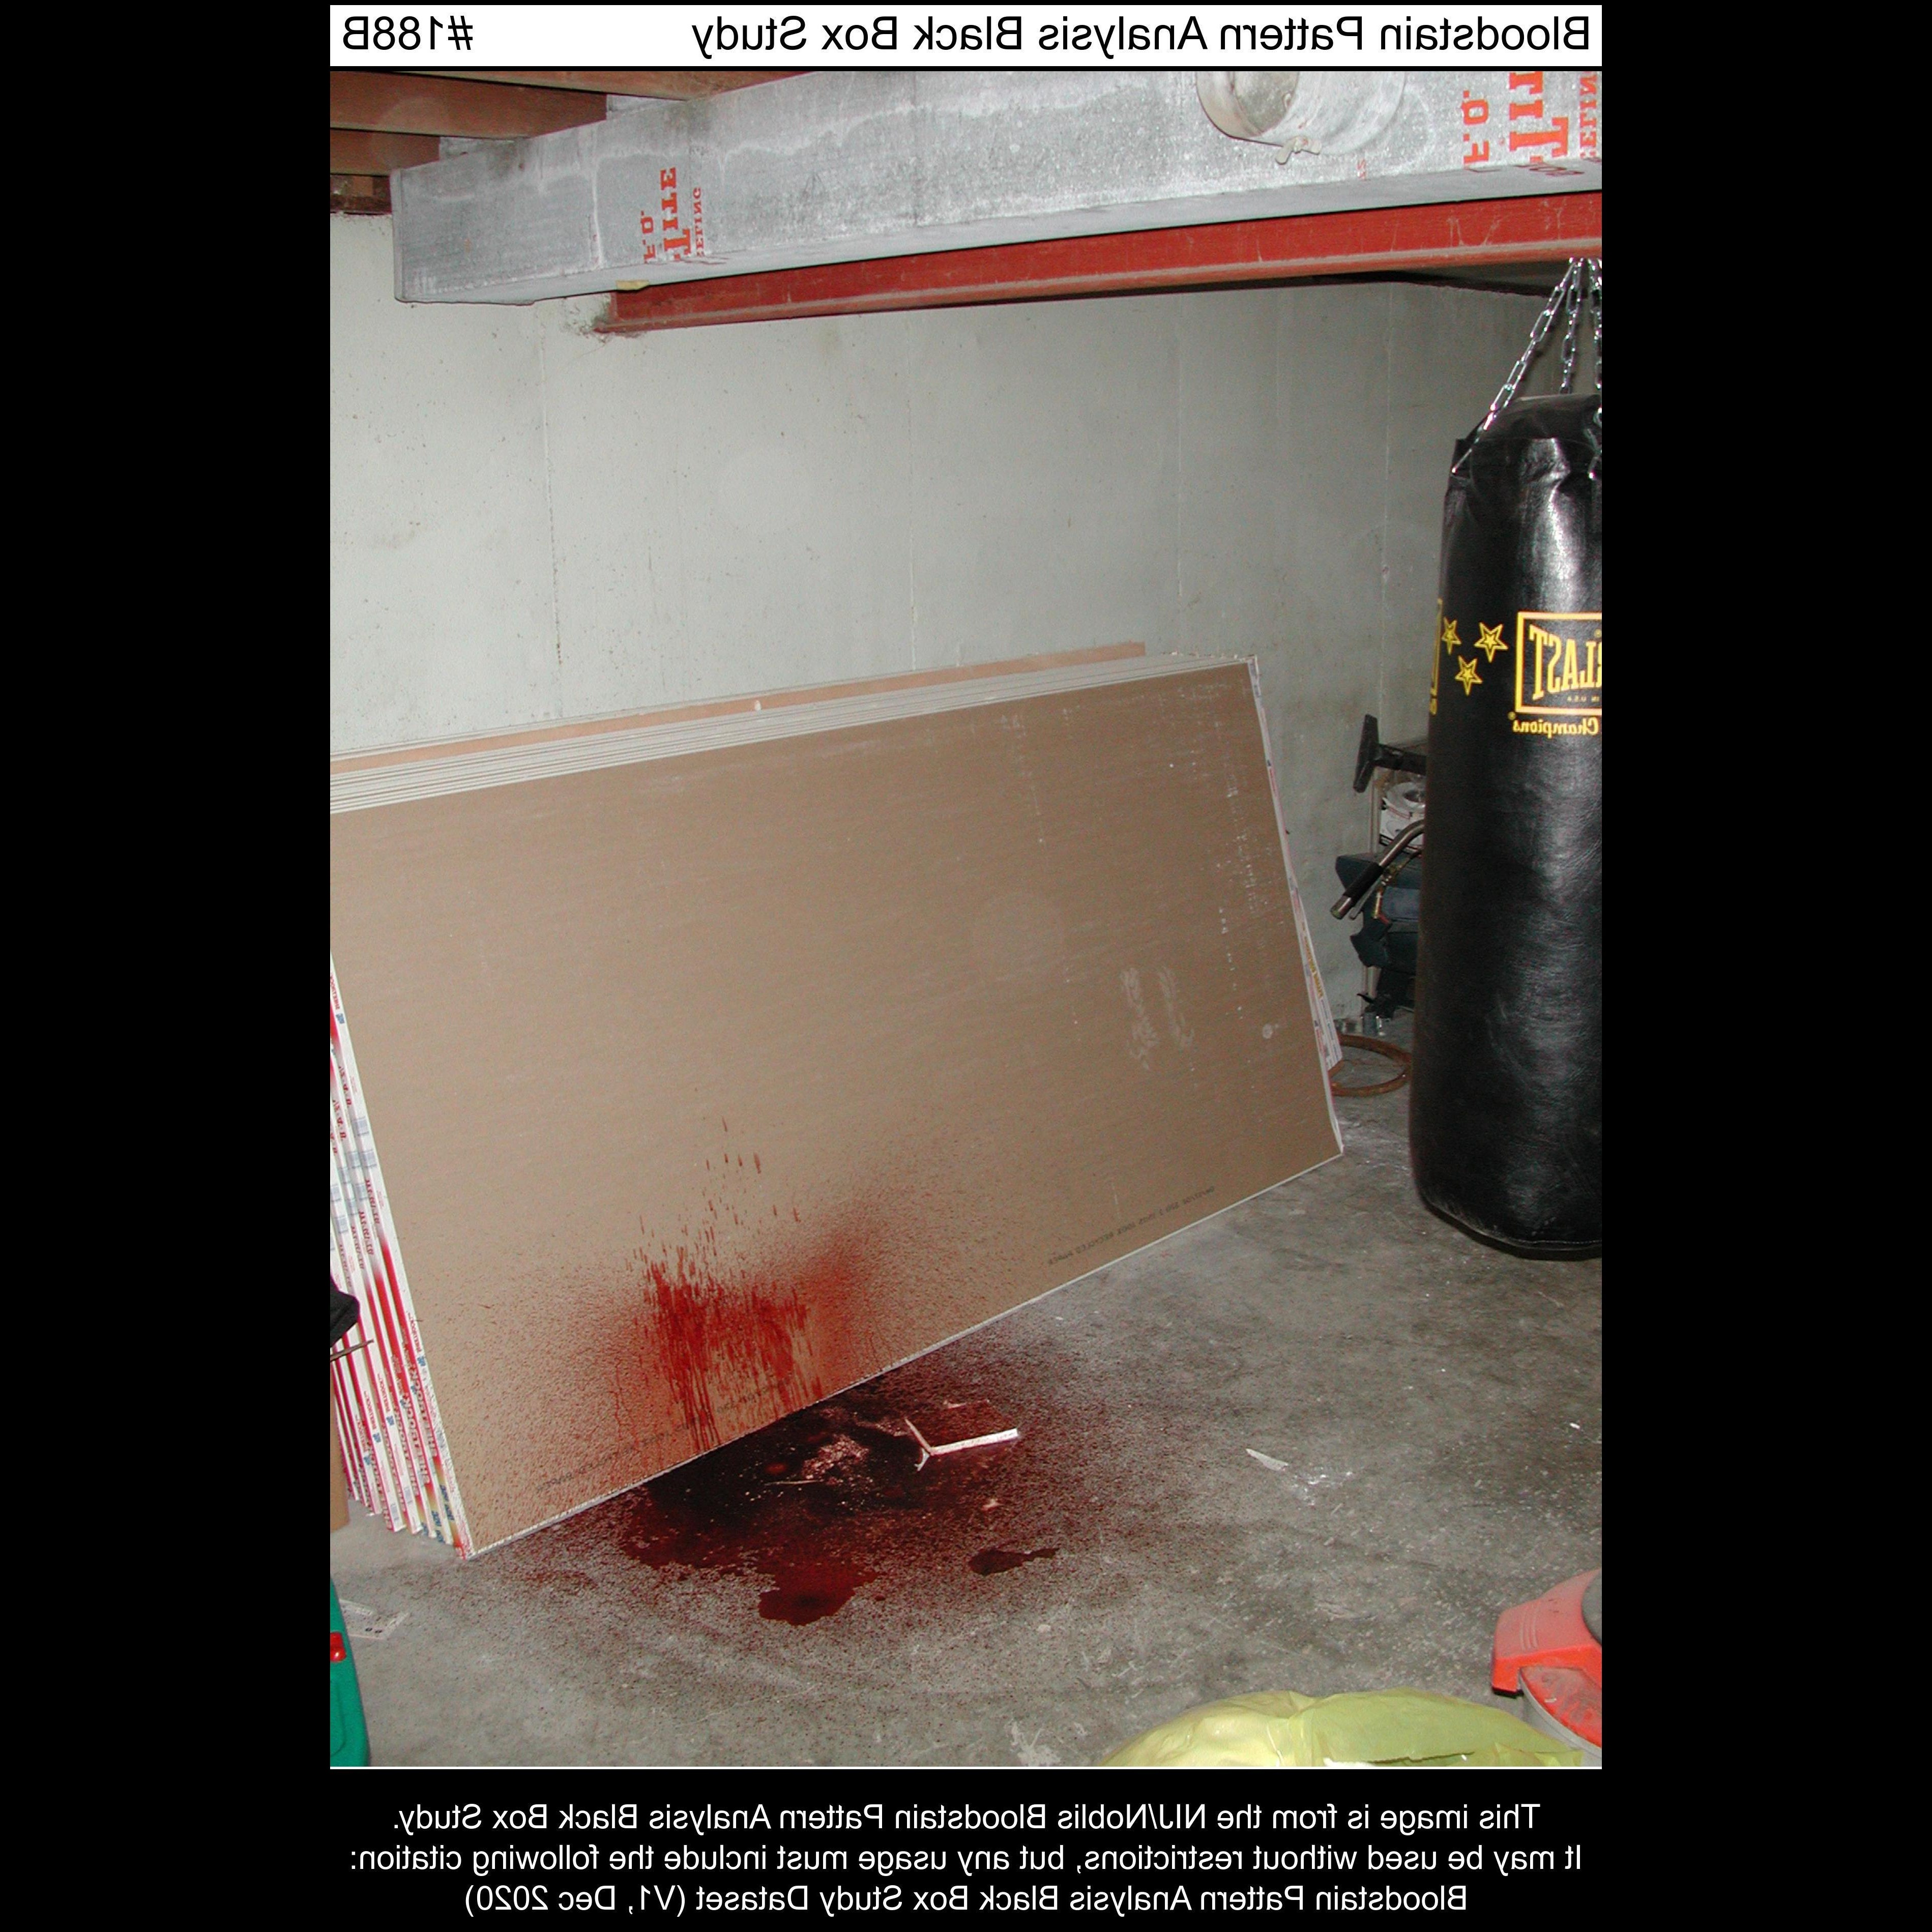 Bloodstain Pattern Analysis Black Box Study #188B
LAST
Champions
This image is from the NIJ/Noblis Bloodstain Pattern Analysis Black Box Study.
It may be used without restrictions, but any usage must include the following citation:
Bloodstain Pattern Analysis Black Box Study Dataset (V1, Dec 2020)